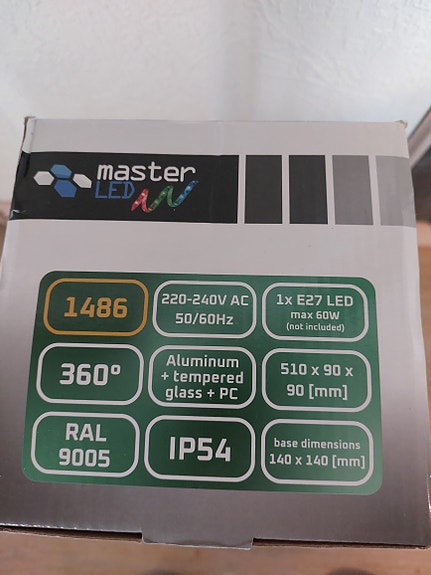 master
LED
1486
220-240V AC
50/60Hz
1x E27 LED
max 60W
(not included)
360°
Aluminum
+ tempered
glass + PC
510 x 90 x
90 [mm]
RAL
9005
IP54
base dimensions
140 x 140 [mm]